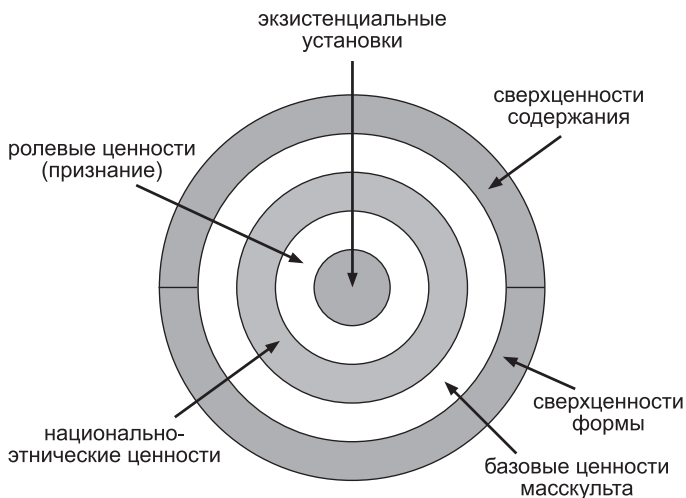 экзистенциальные
установки
сверхценности
содержания
ролевые ценности
(признание)
сверхценности
формы
национально-
этнические ценности
базовые ценности
масскульта